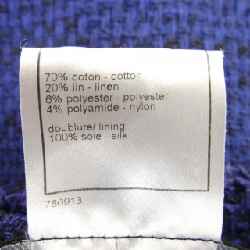 70% coton - cotton
20% lin - linen
6% polyester - polyester
4% polyamide - nylon
doublure/ lining
100% soie - silk
780913